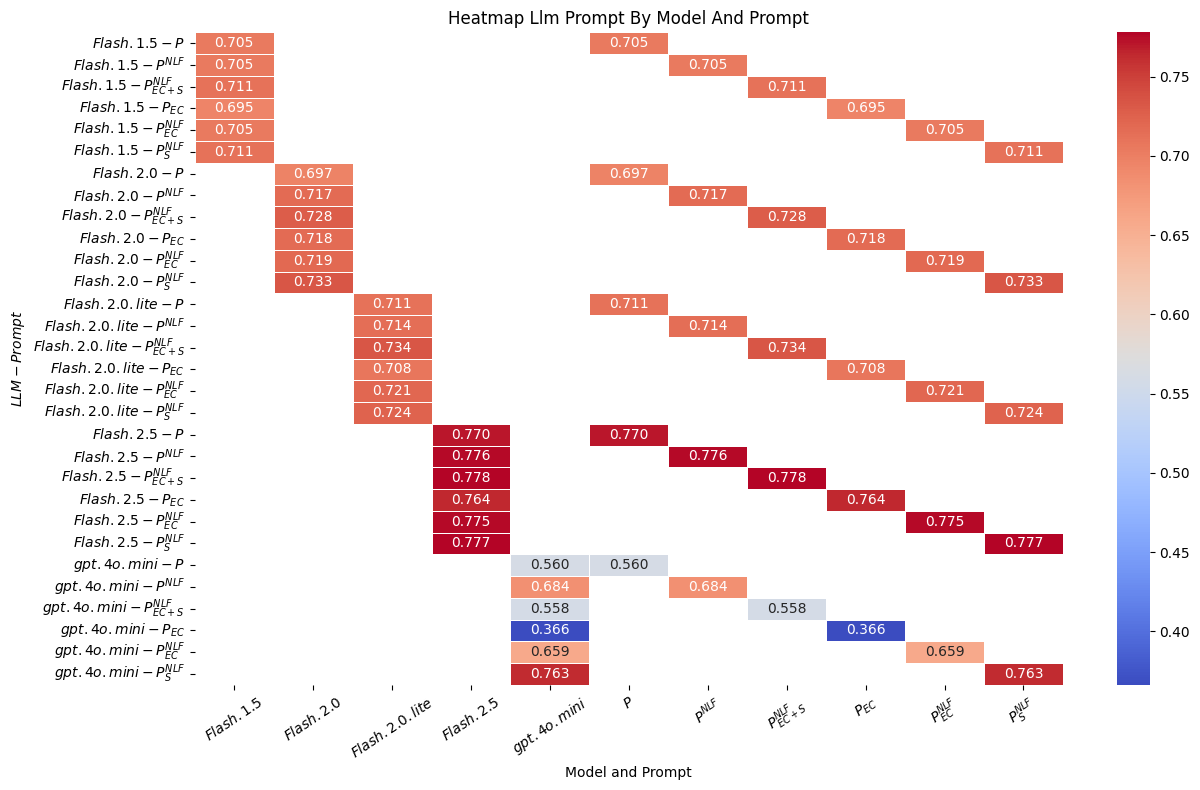 Heatmap Llm Prompt By Model And Prompt
Flash.1.5 − P 0.705 0.705
Flash.1.5 − P^{NLF} 0.705 0.705
Flash.1.5 − P^{NLF}_{EC+S} 0.711 0.711
Flash.1.5 − P_{EC} 0.695 0.695
Flash.1.5 − P^{NLF}_{EC} 0.705 0.705
Flash.1.5 − P^{NLF}_{S} 0.711 0.711
Flash.2.0 − P 0.697 0.697
Flash.2.0 − P^{NLF} 0.717 0.717
Flash.2.0 − P^{NLF}_{EC+S} 0.728 0.728
Flash.2.0 − P_{EC} 0.718 0.718
Flash.2.0 − P^{NLF}_{EC} 0.719 0.719
Flash.2.0 − P^{NLF}_{S} 0.733 0.733
Flash.2.0.lite − P 0.711 0.711
Flash.2.0.lite − P^{NLF} 0.714 0.714
Flash.2.0.lite − P^{NLF}_{EC+S} 0.734 0.734
Flash.2.0.lite − P_{EC} 0.708 0.708
Flash.2.0.lite − P^{NLF}_{EC} 0.721 0.721
Flash.2.0.lite − P^{NLF}_{S} 0.724 0.724
Flash.2.5 − P 0.770 0.770
Flash.2.5 − P^{NLF} 0.776 0.776
Flash.2.5 − P^{NLF}_{EC+S} 0.778 0.778
Flash.2.5 − P_{EC} 0.764 0.764
Flash.2.5 − P^{NLF}_{EC} 0.775 0.775
Flash.2.5 − P^{NLF}_{S} 0.777 0.777
gpt.4o.mini − P 0.560 0.560
gpt.4o.mini − P^{NLF} 0.684 0.684
gpt.4o.mini − P^{NLF}_{EC+S} 0.558 0.558
gpt.4o.mini − P_{EC} 0.366 0.366
gpt.4o.mini − P^{NLF}_{EC} 0.659 0.659
gpt.4o.mini − P^{NLF}_{S} 0.763 0.763
LLM − Prompt
Flash.1.5 Flash.2.0 Flash.2.0.lite Flash.2.5 gpt.4o.mini P P^{NLF} P^{NLF}_{EC+S} P_{EC} P^{NLF}_{EC} P^{NLF}_{S}
Model and Prompt
0.75
0.70
0.65
0.60
0.55
0.50
0.45
0.40